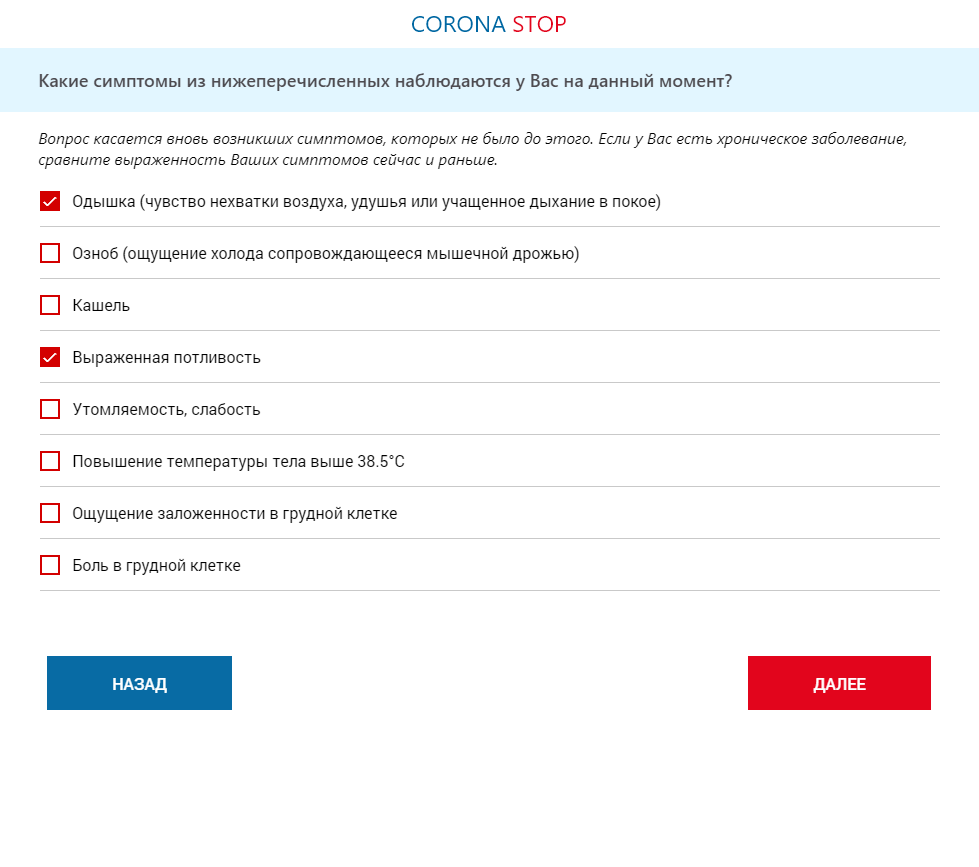 CORONA STOP
Какие симптомы из нижеперечисленных наблюдаются у Вас на данный момент?
Вопрос касается вновь возникших симптомов, которых не было до этого. Если у Вас есть хроническое заболевание,
сравните выраженность Ваших симптомов сейчас и раньше.
Одышка (чувство нехватки воздуха, удушья или учащенное дыхание в покое)
Озноб (ощущение холода сопровождающееся мышечной дрожью)
Кашель
Выраженная потливость
Утомляемость, слабость
Повышение температуры тела выше 38.5°C
Ощущение заложенности в грудной клетке
Боль в грудной клетке
НАЗАД
ДАЛЕЕ